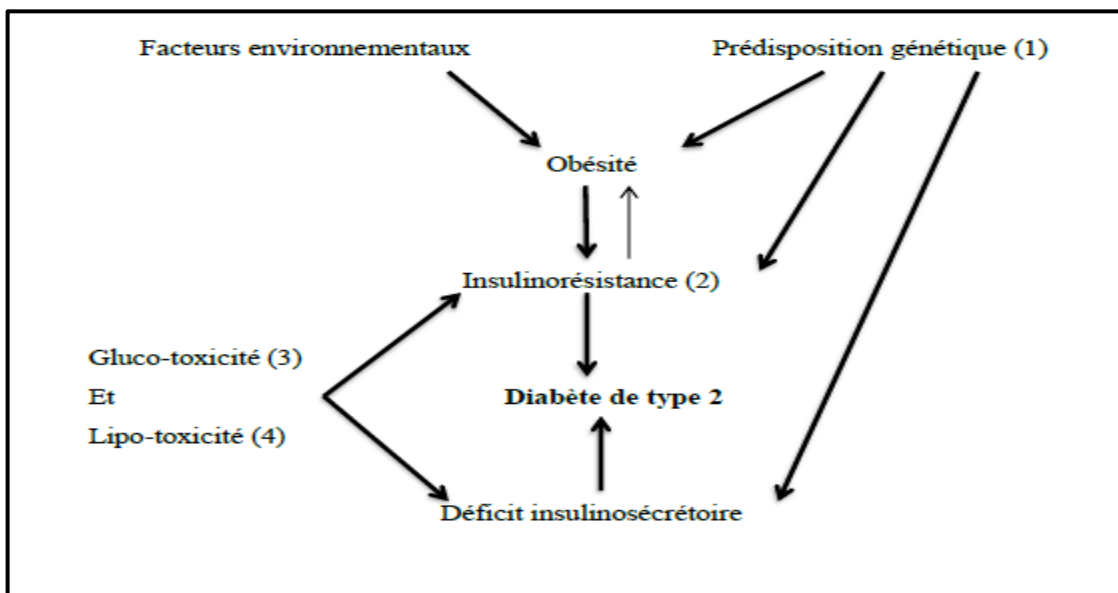 Facteurs environnementaux
Prédisposition génétique (1)
Obésité
Insulinorésistance (2)
Gluco-toxicité (3)
Et
Lipo-toxicité (4)
Diabète de type 2
Déficit insulinosécrétoire